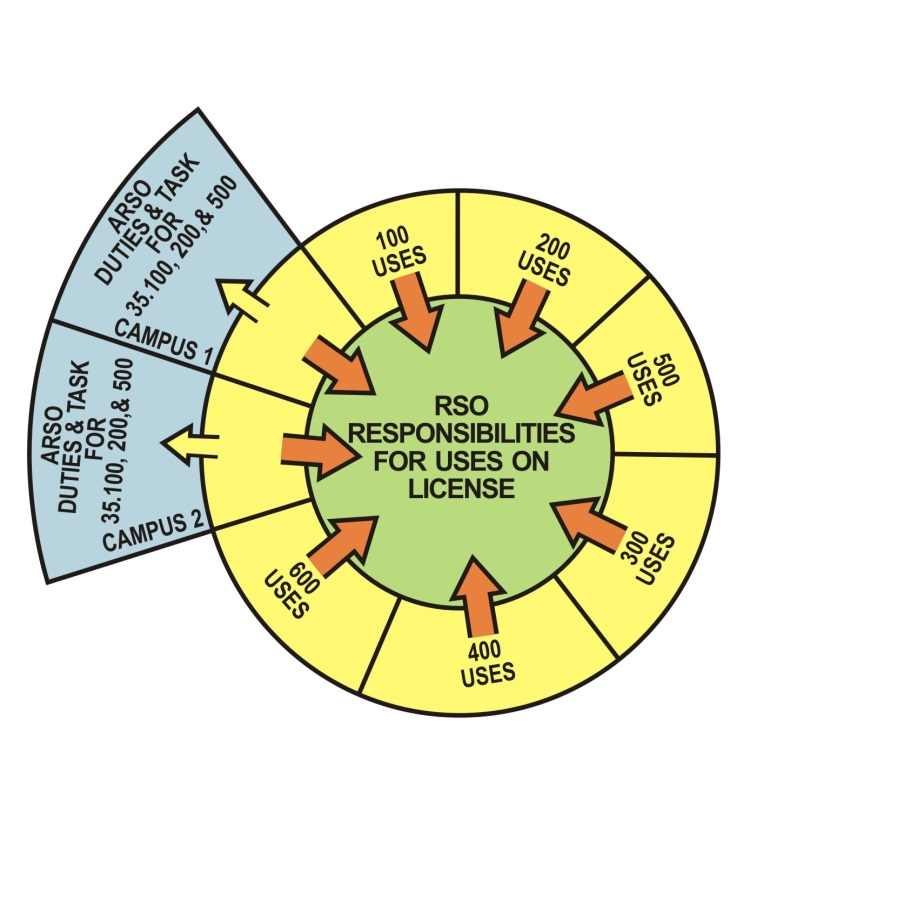 ARSO
DUTIES & TASK
FOR
35.100, 200,& 500
CAMPUS 1
ARSO
DUTIES & TASK
FOR
35.100, 200,& 500
CAMPUS 2
100
USES
200
USES
500
USES
300
USES
400
USES
600
USES
RSO
RESPONSIBILITIES
FOR USES ON
LICENSE